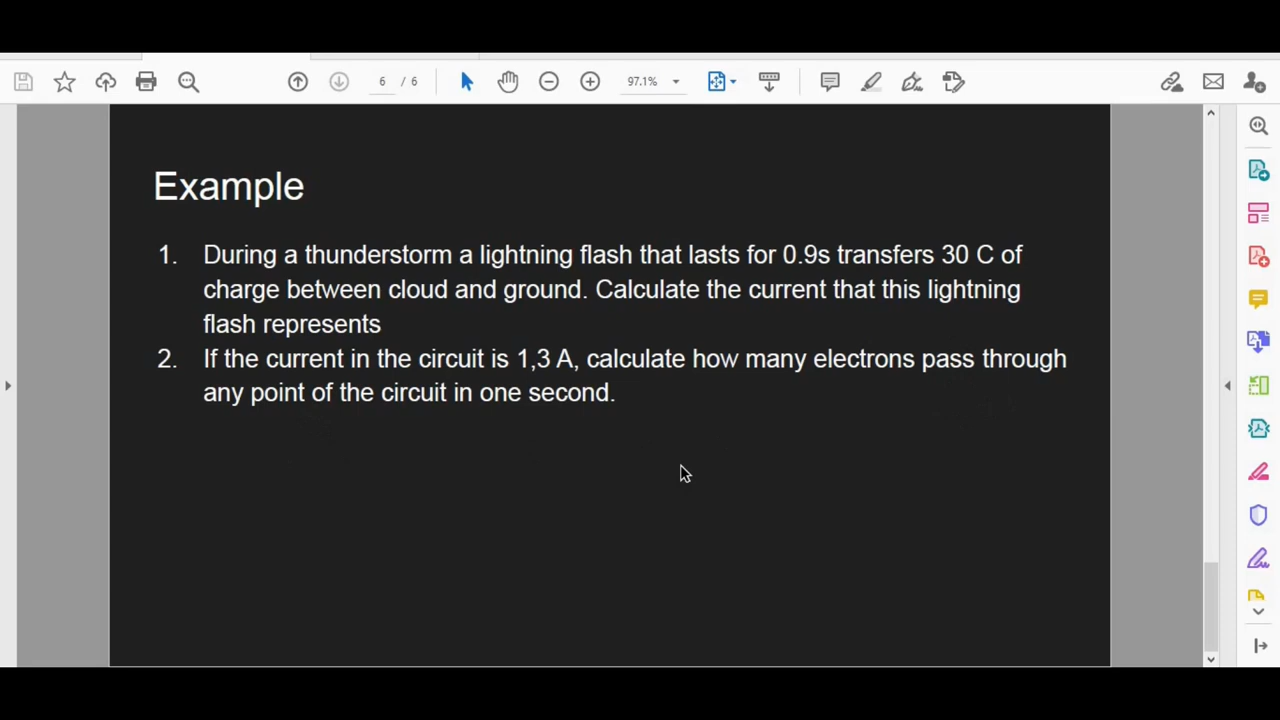 6 / 6 97.1%
Example
1. During a thunderstorm a lightning flash that lasts for 0.9s transfers 30 C of
charge between cloud and ground. Calculate the current that this lightning
flash represents
2. If the current in the circuit is 1,3 A, calculate how many electrons pass through
any point of the circuit in one second.